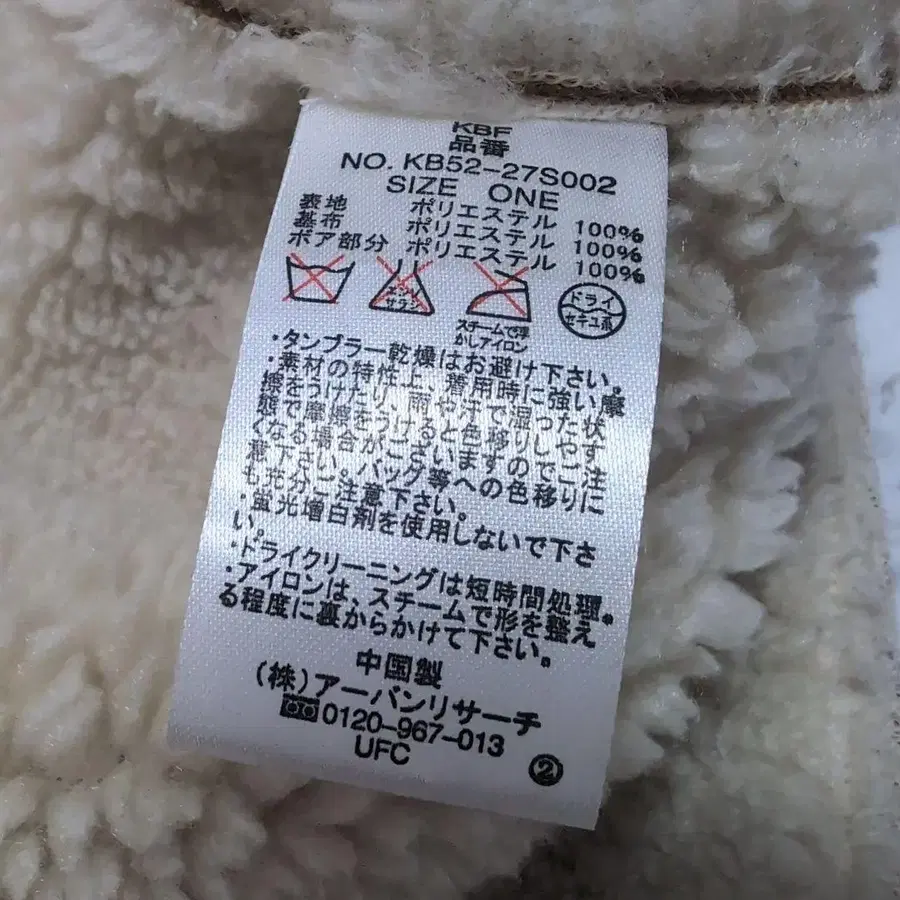 KBF
品番
NO. KB52-27S002
SIZE ONE
表地 ポリエステル 100%
基布 ポリエステル 100%
ボア部分 ポリエステル 100%
エンソ
サラシ
スチームで浮
かしアイロン
ドライ
セキユ系
・タンブラー乾燥はお避け下さい。
・素材の特性上、着用時に強い摩
擦をうけたり、雨や汗で湿った状
態で摩擦をうけると色移りやす
くなる場合がございますのでご注
意下さい。バッグ等への色移りに
も充分ご注意下さい。
・蛍光増白剤を使用しないで下さ
い。
・ドライクリーニングは短時間処理。
・アイロンは、スチームで形を整え
る程度に裏からかけて下さい。
中国製
(株)アーバンリサーチ
0120-967-013
UFC
②